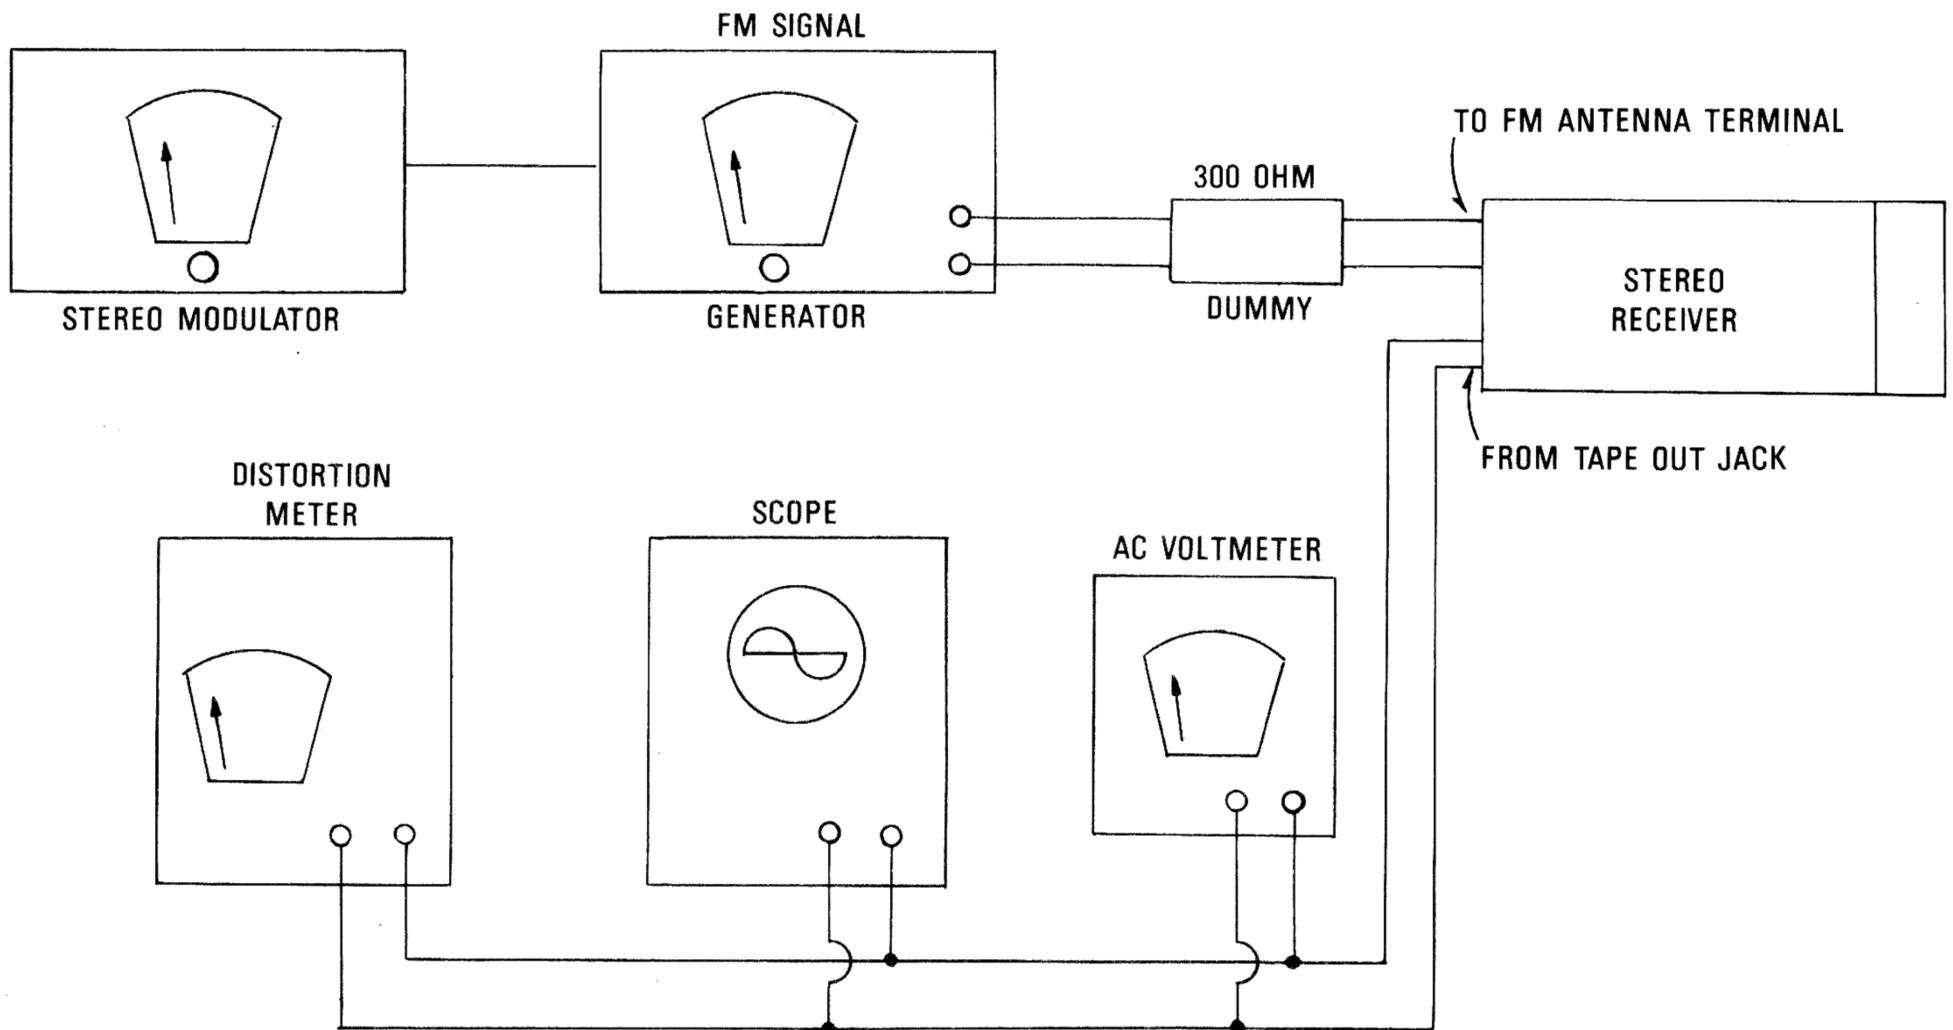 FM SIGNAL
GENERATOR
STEREO MODULATOR
300 OHM
DUMMY
TO FM ANTENNA TERMINAL
STEREO
RECEIVER
FROM TAPE OUT JACK
DISTORTION
METER
SCOPE
AC VOLTMETER